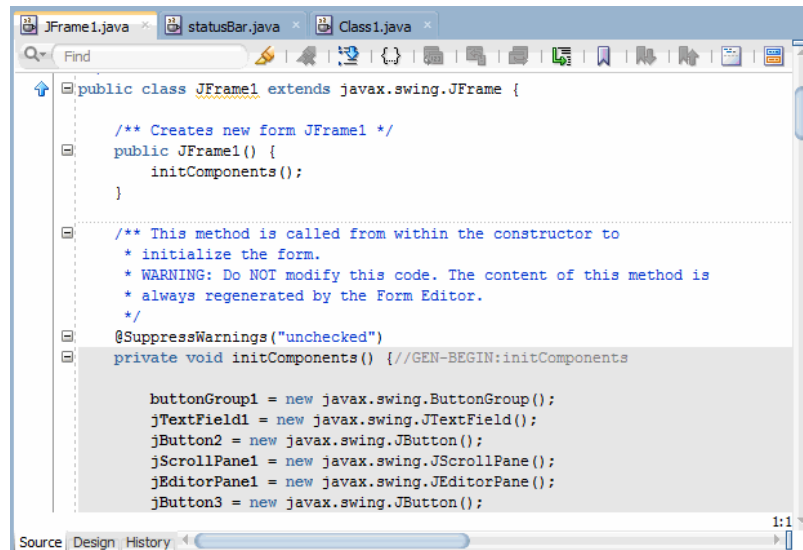 JFrame1.java statusBar.java Class1.java
Find
public class JFrame1 extends javax.swing.JFrame {
/** Creates new form JFrame1 */
public JFrame1() {
initComponents();
}
/** This method is called from within the constructor to
* initialize the form.
* WARNING: Do NOT modify this code. The content of this method is
* always regenerated by the Form Editor.
*/
@SuppressWarnings("unchecked")
private void initComponents() {//GEN-BEGIN:initComponents
buttonGroup1 = new javax.swing.ButtonGroup();
jTextField1 = new javax.swing.JTextField();
jButton2 = new javax.swing.JButton();
jScrollPane1 = new javax.swing.JScrollPane();
jEditorPane1 = new javax.swing.JEditorPane();
jButton3 = new javax.swing.JButton();
1:1
Source Design History